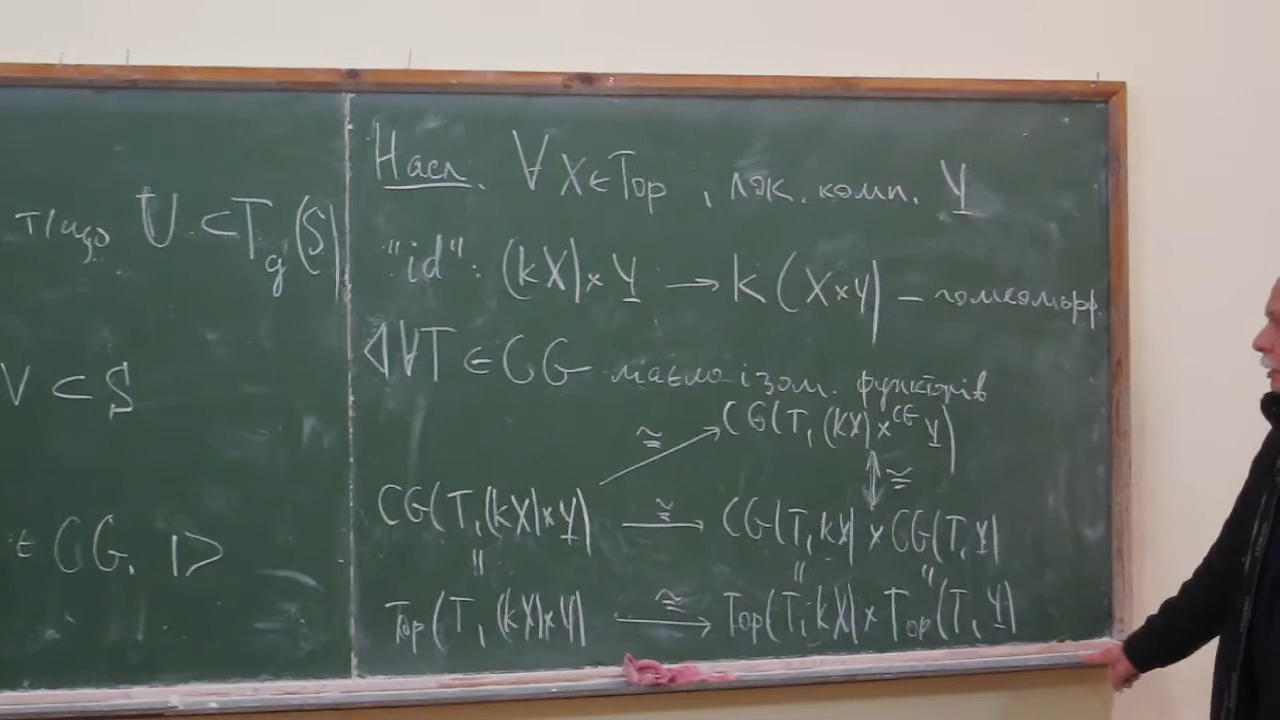 т/що U ⊂ T_g(S)
V ⊂ S
∈ CG. ▷
Насл. ∀ X∈Top, лок. комп. Y
"id": (kX)×Y → k(X×Y) – гомеоморф.
◁ ∀T ∈ CG маємо ізом. функторів
CG(T,(kX)×^{CG} Y)
≅ ≅
CG(T,(kX)×Y) ≅→ CG(T,kX)×CG(T,Y)
" " "
Top(T,(kX)×Y) ≅→ Top(T,kX)×Top(T,Y)